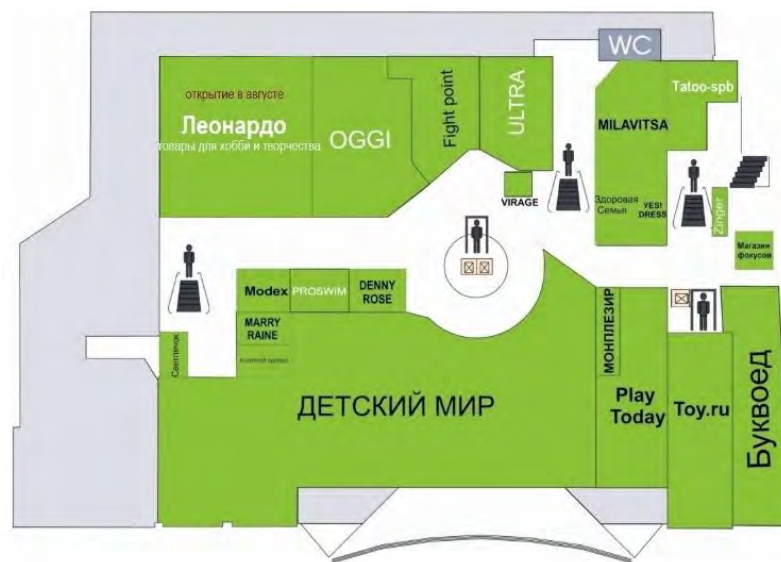 WC
Tatoo-spb
открытие в августе
Леонардо
товары для хобби и творчества
OGGI
Fight point
ULTRA
MILAVITSA
VIRAGE
Здоровая
Семья
YES!
DRESS
Zinger
Магазин
фокусов
Modex
PROSWIM
DENNY
ROSE
MARRY
RAINE
Светлячок
ДЕТСКИЙ МИР
МОНПЛЕЗИР
Play
Today
Toy.ru
Буквоед